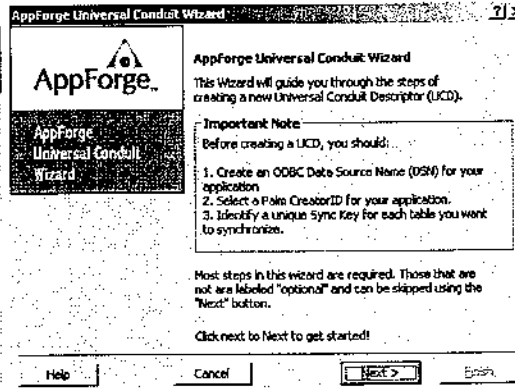 AppForge Universal Conduit Wizard
AppForge
AppForge
Universal Conduit
Wizard
AppForge Universal Conduit Wizard
This Wizard will guide you through the steps of
creating a new Universal Conduit Descriptor (UCD).
Important Note
Before creating a UCD, you should:
1. Create an ODBC Data Source Name (DSN) for your
application
2. Select a Palm CreatorID for your application.
3. Identify a unique Sync Key for each table you want
to synchronize.
Most steps in this wizard are required. Those that are
not are labeled "optional" and can be skipped using the
"Next" button.
Click next to Next to get started!
Help Cancel Next > Finish